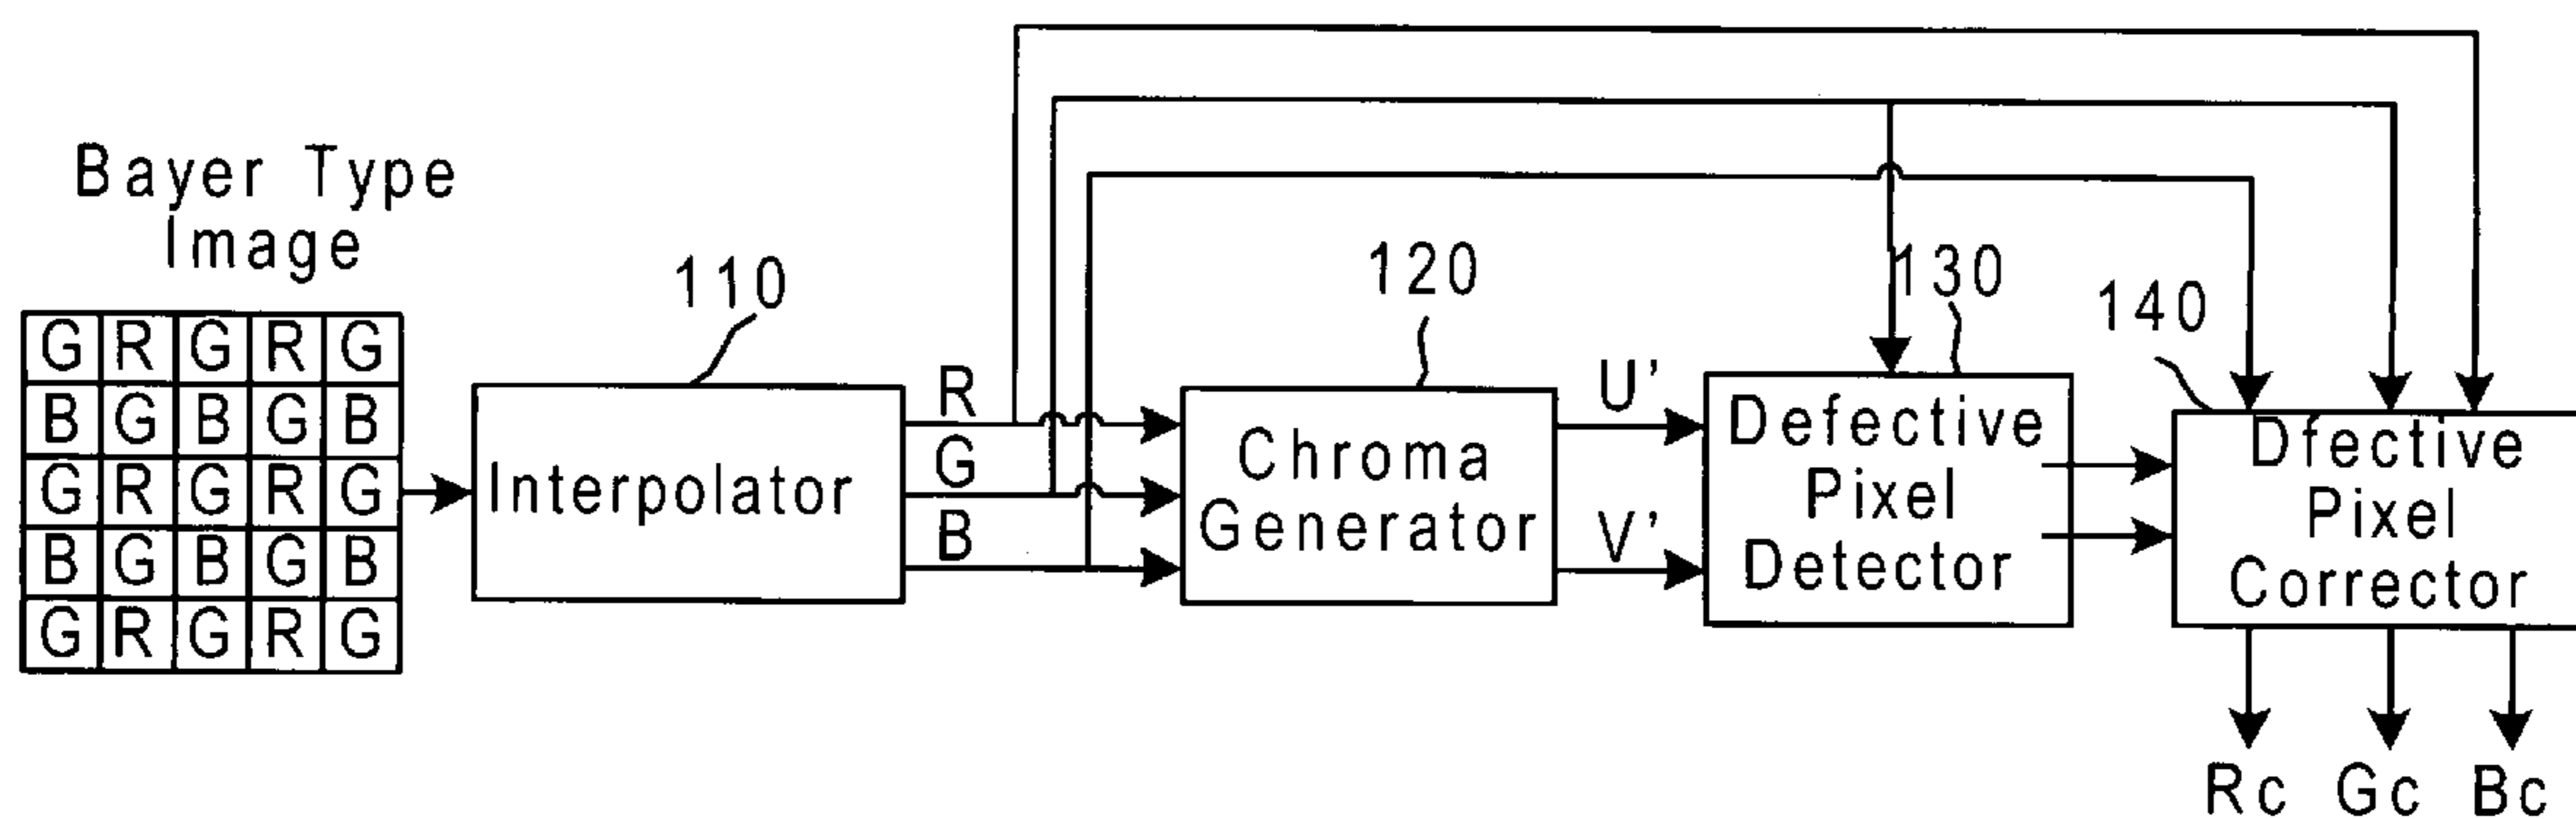 Bayer Type
Image
110
120
130
140
G R G R G
B G B G B
G R G R G
B G B G B
G R G R G
Interpolator
R
G
B
Chroma
Generator
U'
V'
Defective
Pixel
Detector
Dfective
Pixel
Corrector
Rc Gc Bc